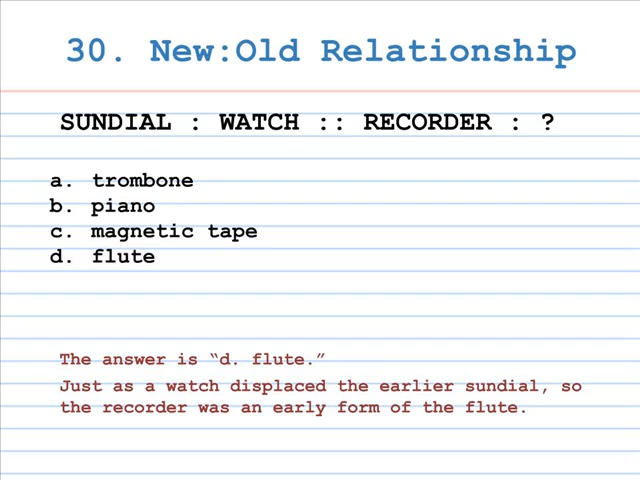 30. New:Old Relationship
SUNDIAL : WATCH :: RECORDER : ?
a. trombone
b. piano
c. magnetic tape
d. flute
The answer is “d. flute.”
Just as a watch displaced the earlier sundial, so
the recorder was an early form of the flute.